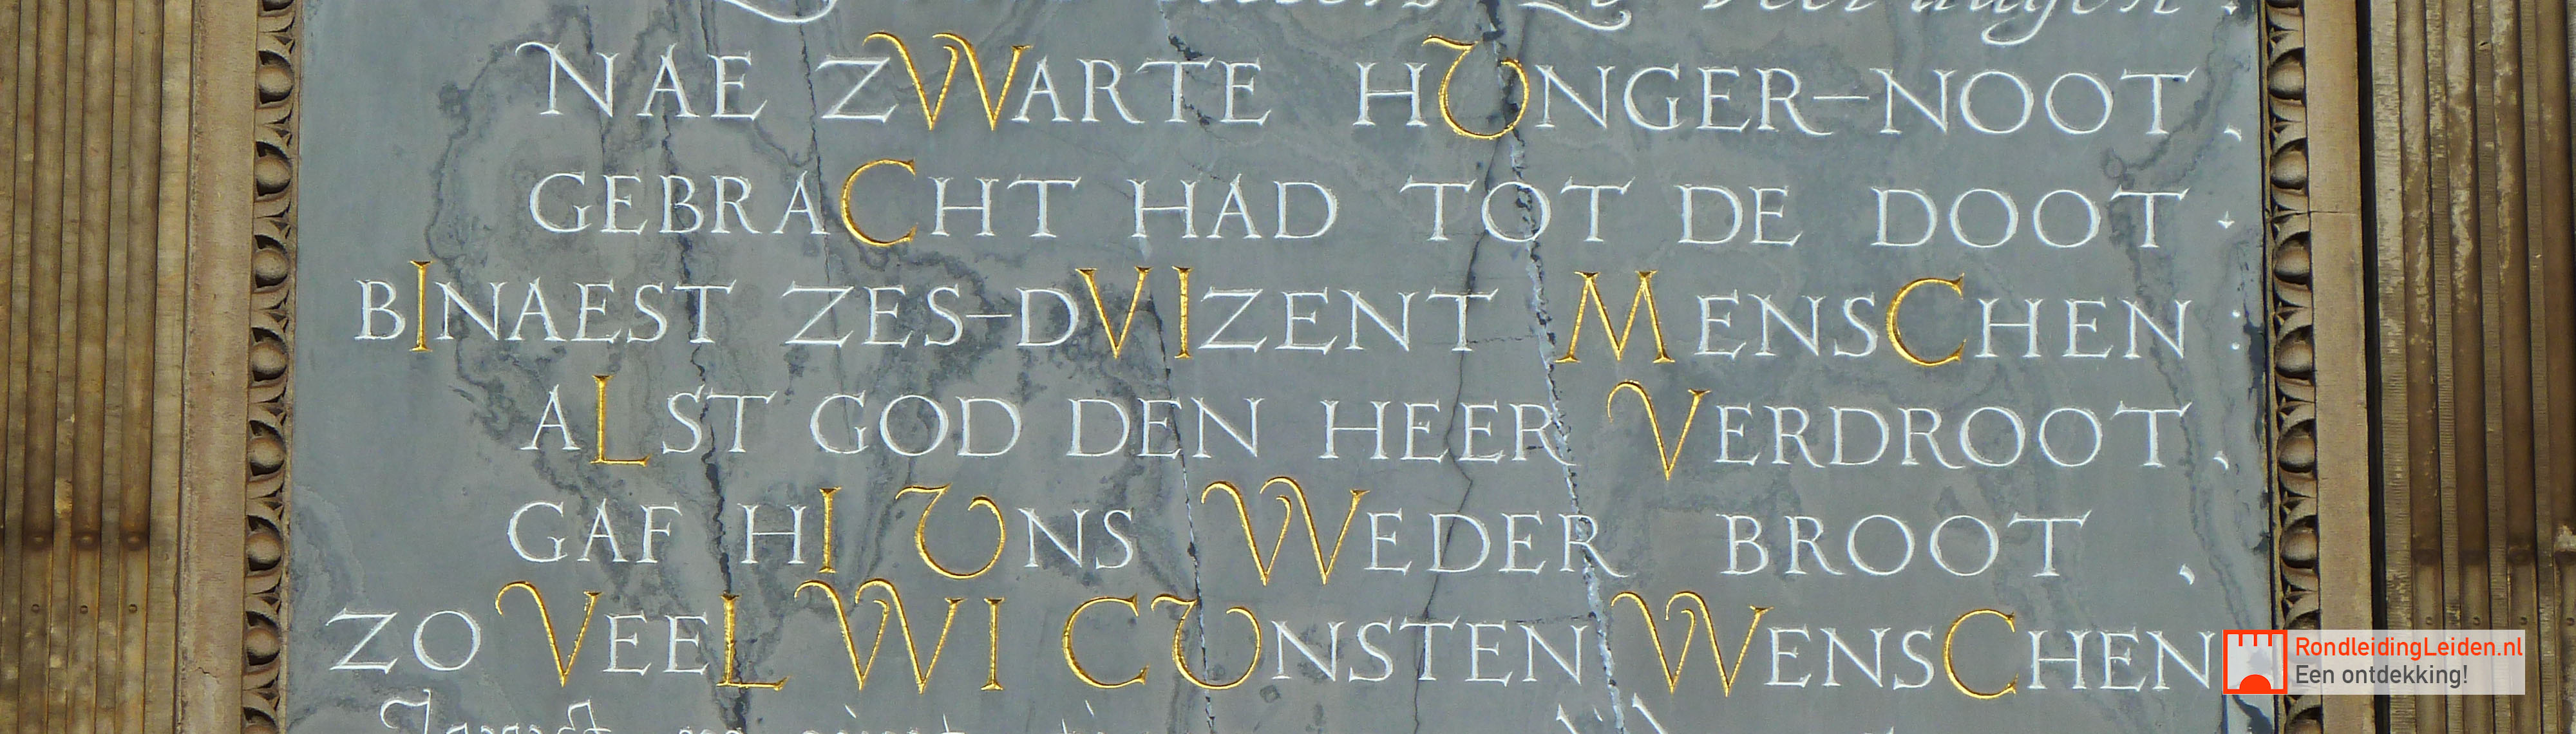 NAE ZWARTE HUNGER-NOOT,
GEBRACHT HAD TOT DE DOOT
BINAEST ZES-DVIZENT MENSCHEN:
ALST GOD DEN HEER VERDROOT,
GAF HI UNS WEDER BROOT,
ZO VEEL WI CUNSTEN WENSCHEN
RondleidingLeiden.nl
Een ontdekking!